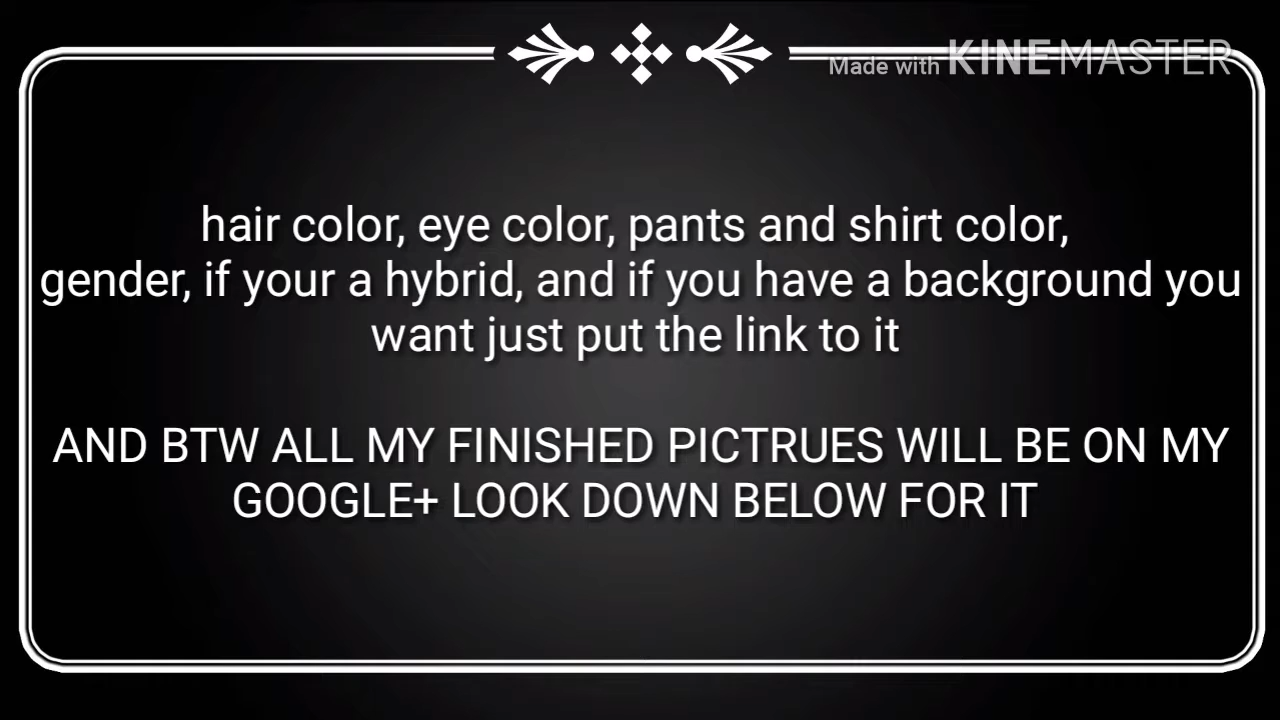 Made with KINEMASTER
hair color, eye color, pants and shirt color,
gender, if your a hybrid, and if you have a background you
want just put the link to it
AND BTW ALL MY FINISHED PICTRUES WILL BE ON MY
GOOGLE+ LOOK DOWN BELOW FOR IT